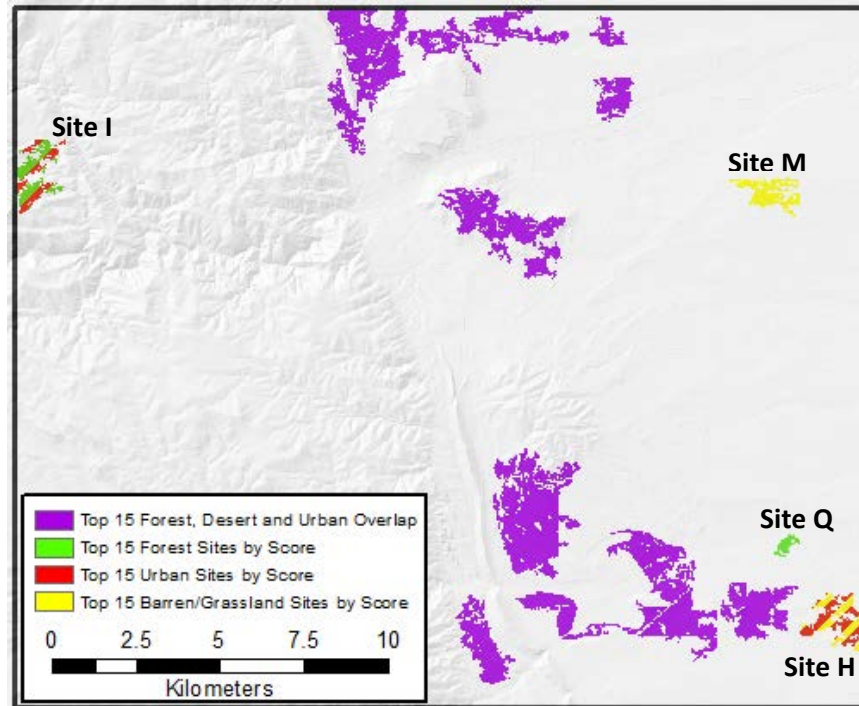 Site I
Site M
Site Q
Top 15 Forest, Desert and Urban Overlap
Top 15 Forest Sites by Score
Top 15 Urban Sites by Score
Top 15 Barren/Grassland Sites by Score
0 2.5 5 7.5 10
Kilometers
Site H